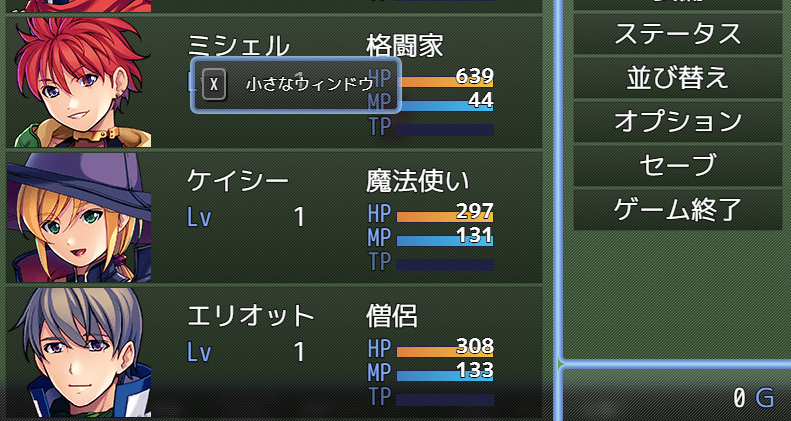 ミシェル 格闘家
X 小さなウィンドウ
Lv 1
HP 639
MP 44
TP
ケイシー 魔法使い
Lv 1
HP 297
MP 131
TP
エリオット 僧侶
Lv 1
HP 308
MP 133
TP
ステータス
並び替え
オプション
セーブ
ゲーム終了
0 G